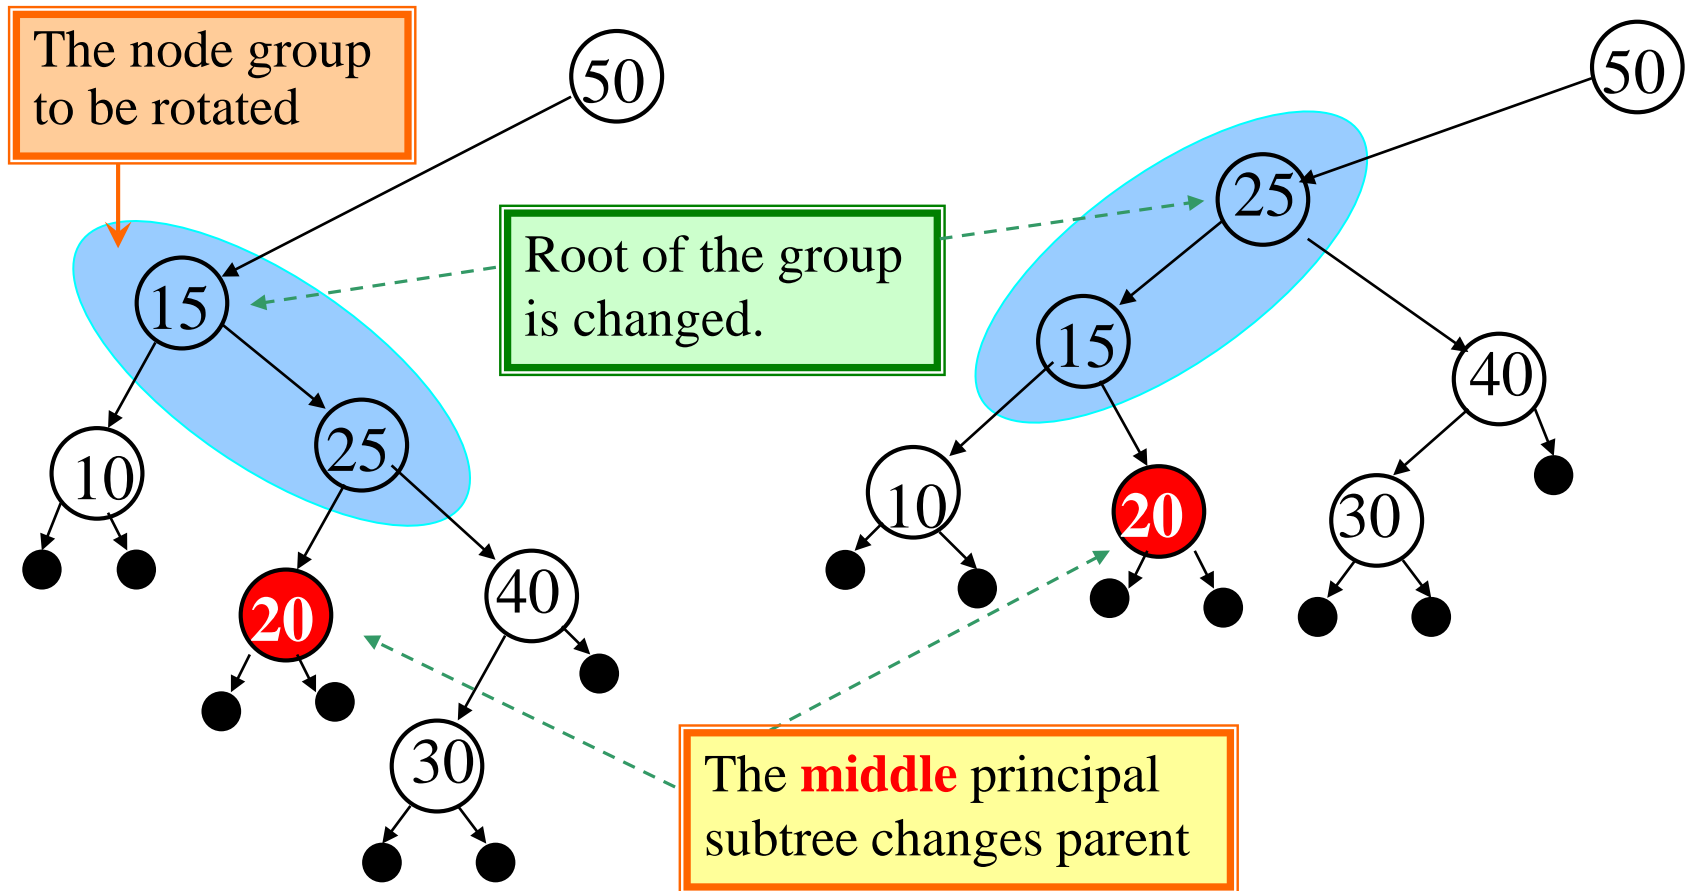 The node group
to be rotated
50
50
25
Root of the group
is changed.
15
15
40
25
10
10
20
30
20
40
30
The middle principal
subtree changes parent